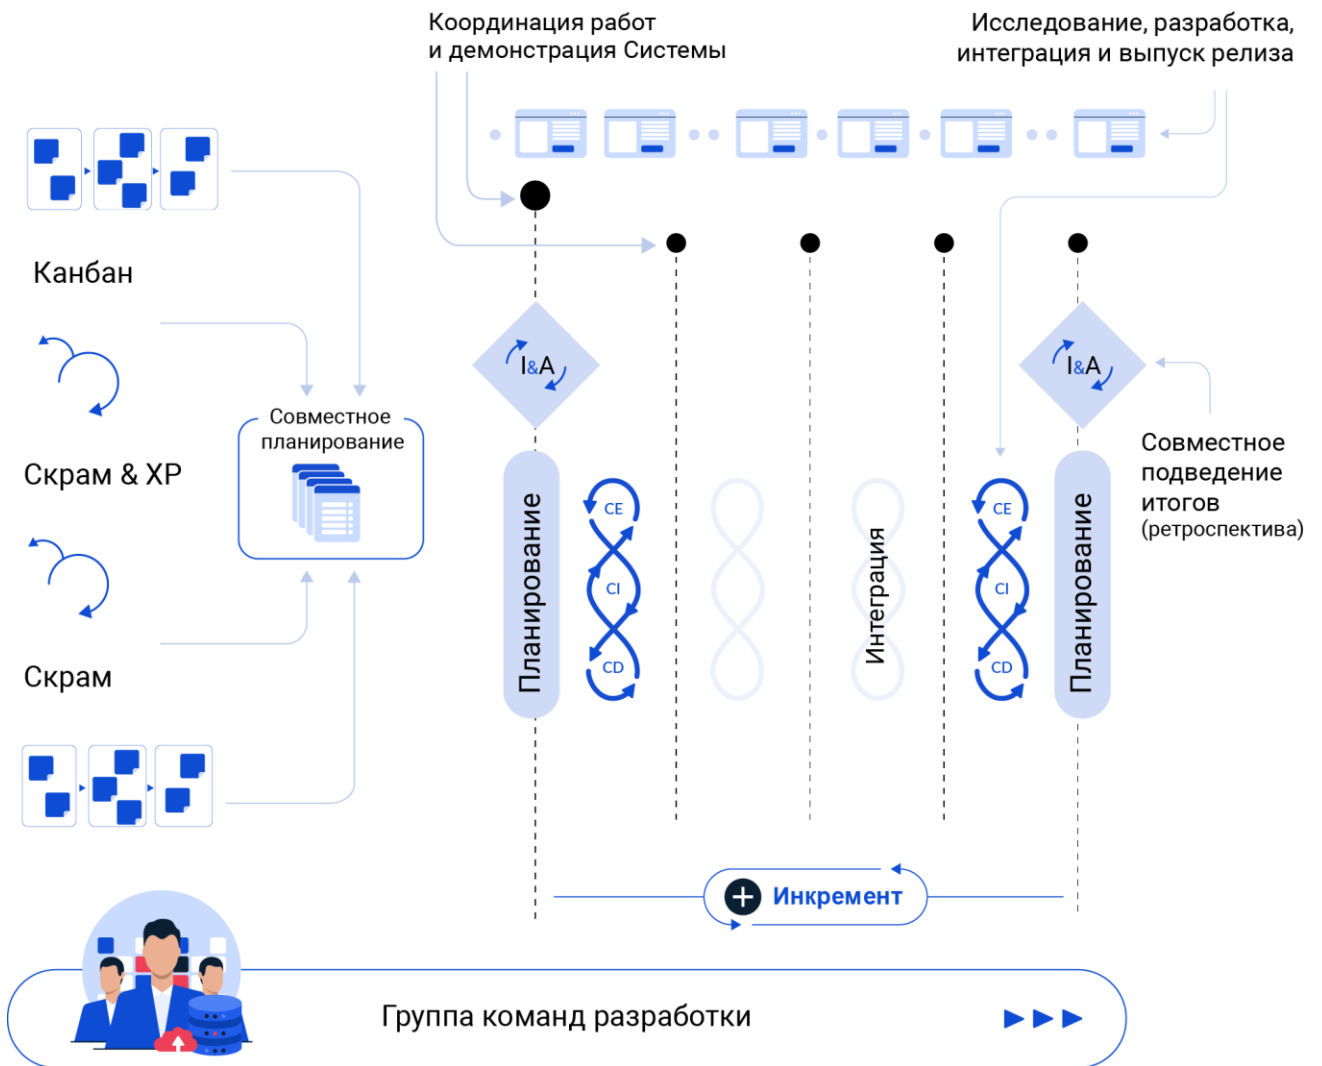 Координация работ
и демонстрация Системы
Исследование, разработка,
интеграция и выпуск релиза
Канбан
Скрам & XP
Скрам
Совместное
планирование
I&A
I&A
Совместное
подведение
итогов
(ретроспектива)
Планирование
CE
CI
CD
Интеграция
CE
CI
CD
Планирование
Инкремент
Группа команд разработки